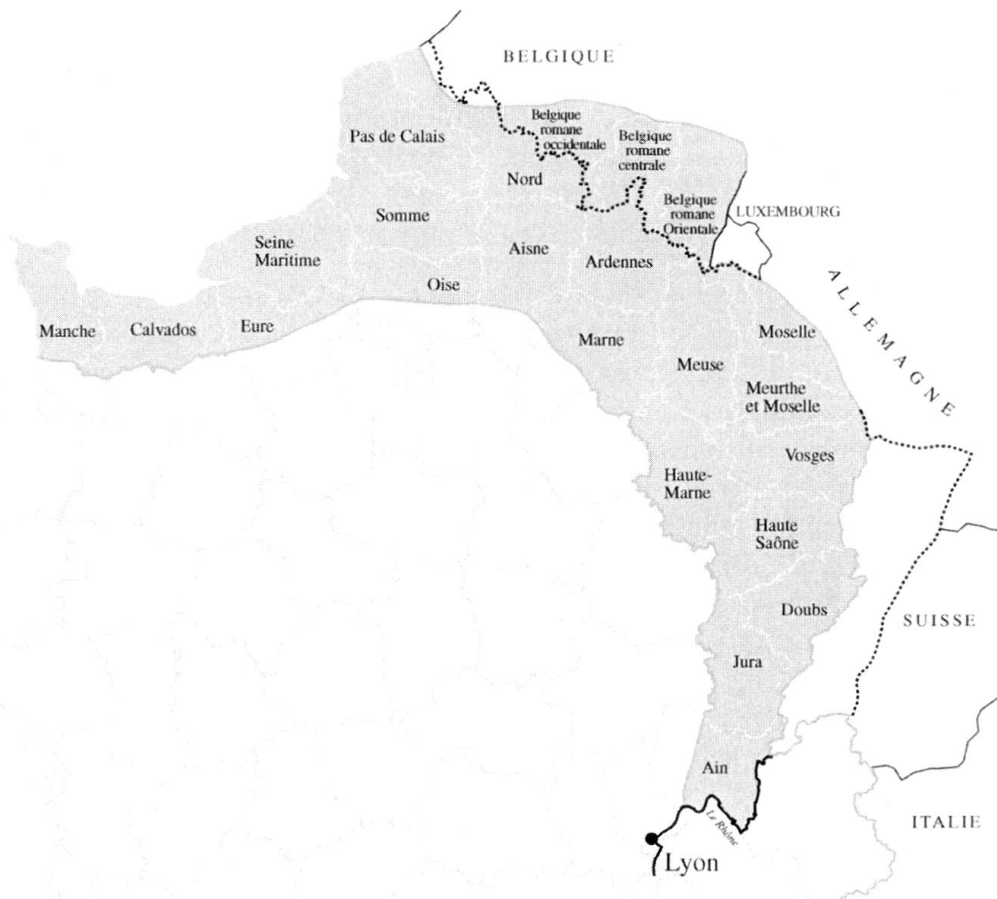 BELGIQUE
Belgique
romane
occidentale
Belgique
romane
centrale
Pas de Calais
Nord
Belgique
romane
Orientale
LUXEMBOURG
Somme
Seine
Maritime
Aisne
Ardennes
Oise
ALLEMAGNE
Manche
Calvados
Eure
Marne
Moselle
Meuse
Meurthe
et Moselle
Vosges
Haute-
Marne
Haute
Saône
Doubs
SUISSE
Jura
Ain
Le Rhône
ITALIE
Lyon